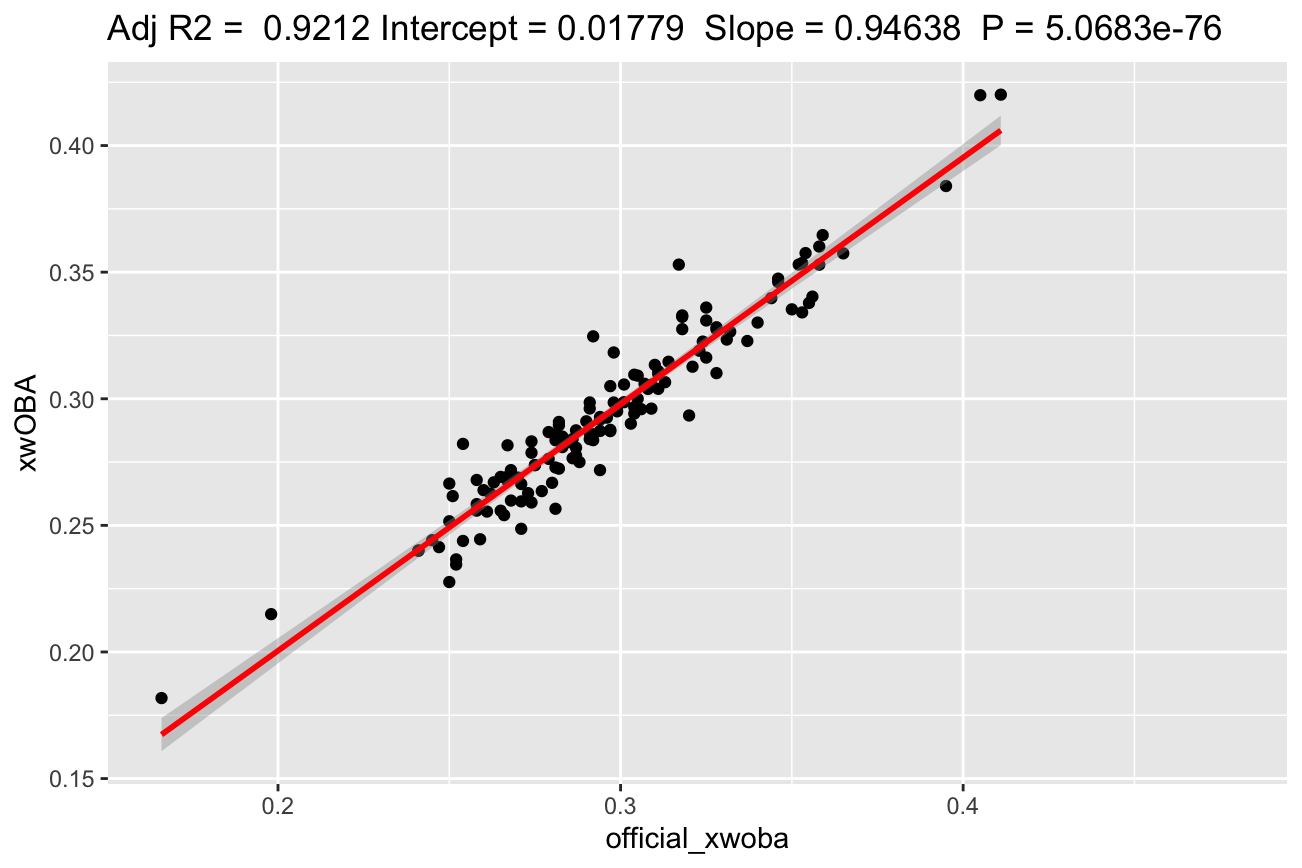 Adj R2 =  0.9212 Intercept = 0.01779  Slope = 0.94638  P = 5.0683e-76
xwOBA
0.40
0.35
0.30
0.25
0.20
0.15
0.2 0.3 0.4
official_xwoba